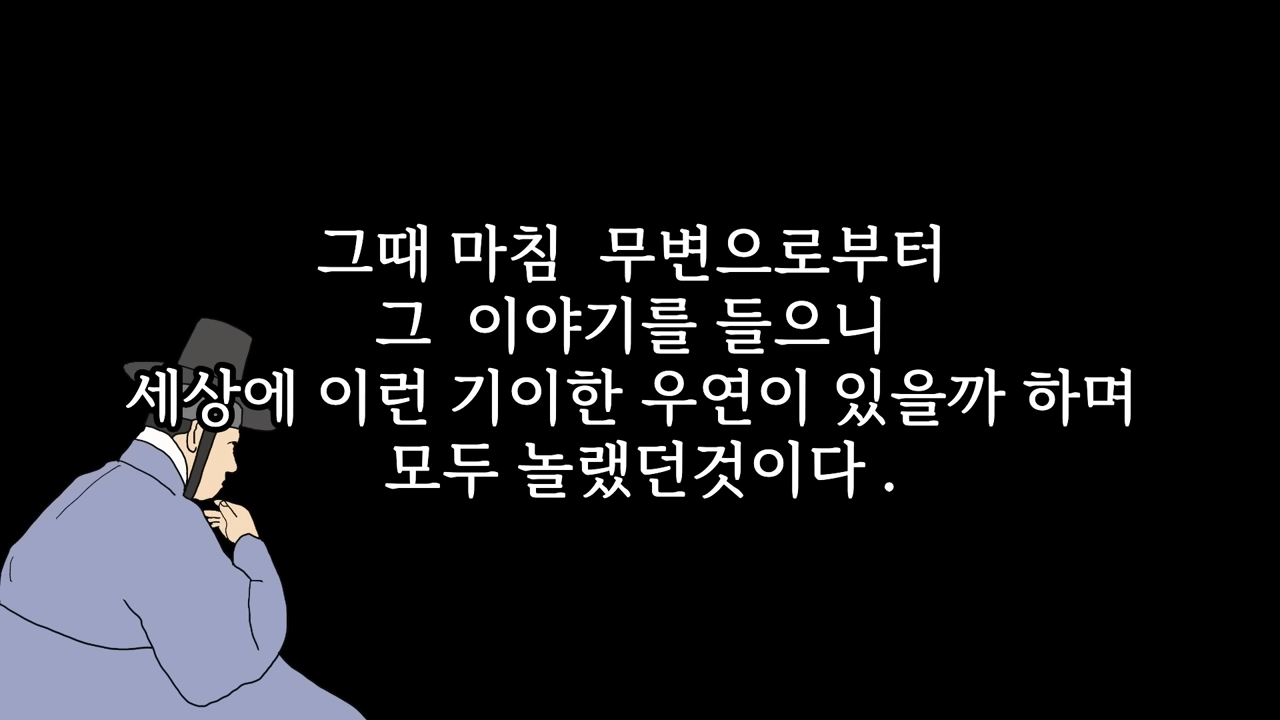 그때 마침 무변으로부터
그 이야기를 들으니
세상에 이런 기이한 우연이 있을까 하며
모두 놀랬던것이다 .